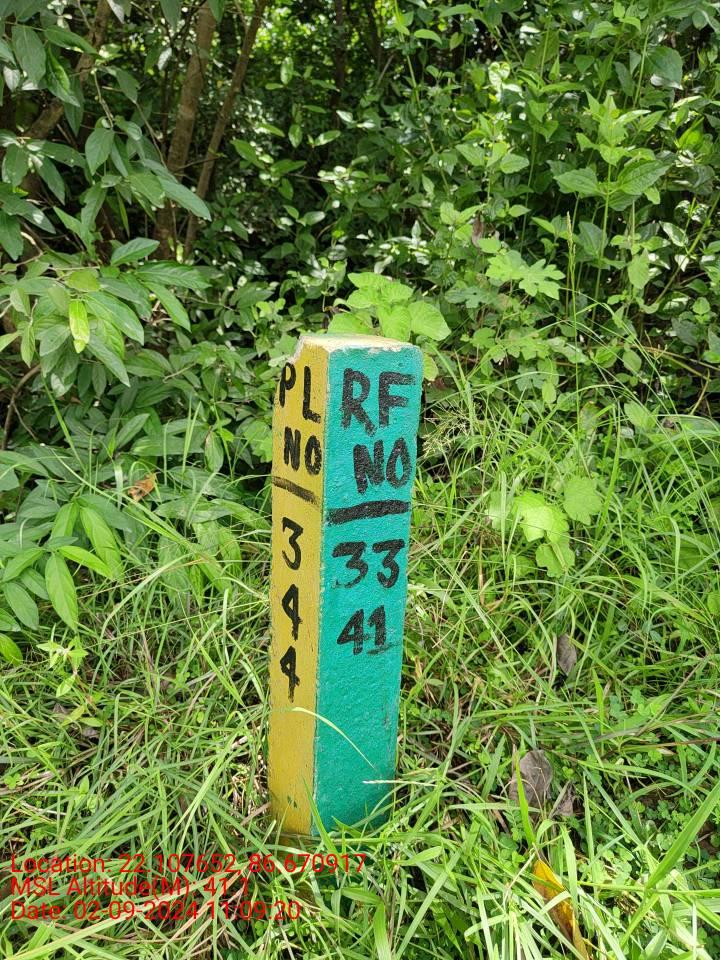 PL
NO
3
4
4
RF
NO
33
41
Location: 22.107652,86.670917
MSL Altitude(M): 41.1
Date: 02-09-2024 11:09:20